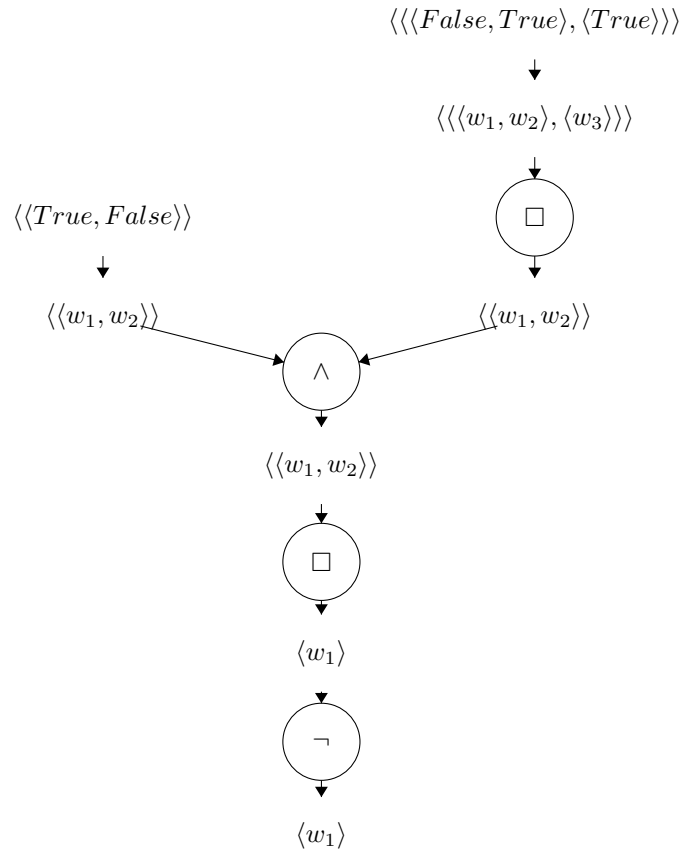 ⟨⟨⟨False, True⟩, ⟨True⟩⟩⟩
⟨⟨⟨w₁, w₂⟩, ⟨w₃⟩⟩⟩
□
⟨⟨True, False⟩⟩
⟨⟨w₁, w₂⟩⟩
⟨⟨w₁, w₂⟩⟩
∧
⟨⟨w₁, w₂⟩⟩
□
⟨w₁⟩
¬
⟨w₁⟩